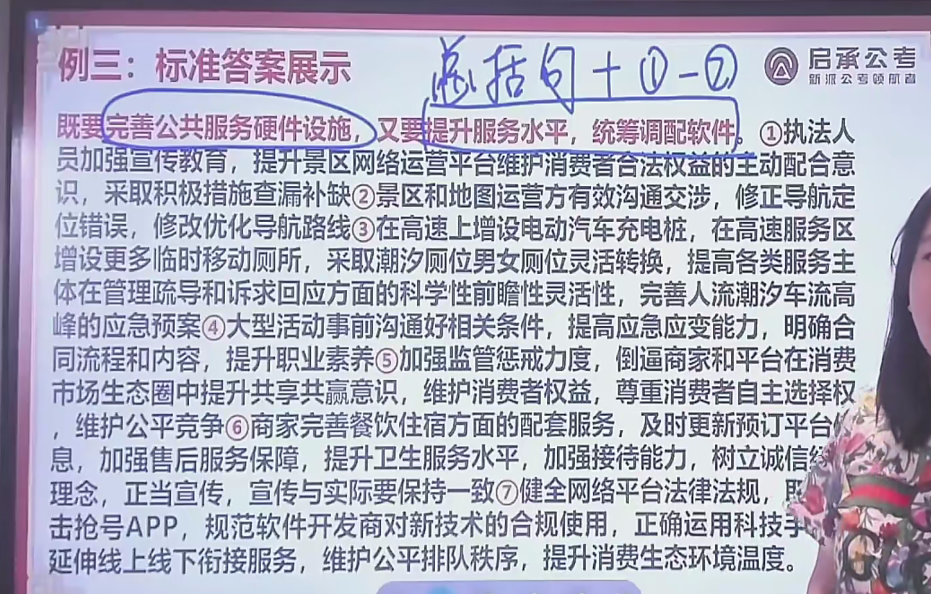 例三：标准答案展示
总括句+①-②
启承公考
新派公考领航者
既要完善公共服务硬件设施，又要提升服务水平，统筹调配软件。①执法人
员加强宣传教育，提升景区网络运营平台维护消费者合法权益的主动配合意
识，采取积极措施查漏补缺②景区和地图运营方有效沟通交涉，修正导航定
位错误，修改优化导航路线③在高速上增设电动汽车充电桩，在高速服务区
增设更多临时移动厕所，采取潮汐厕位男女厕位灵活转换，提高各类服务主
体在管理疏导和诉求回应方面的科学性前瞻性灵活性，完善人流潮汐车流高
峰的应急预案④大型活动事前沟通好相关条件，提高应急应变能力，明确合
同流程和内容，提升职业素养⑤加强监管惩戒力度，倒逼商家和平台在消费
市场生态圈中提升共享共赢意识，维护消费者权益，尊重消费者自主选择权
，维护公平竞争⑥商家完善餐饮住宿方面的配套服务，及时更新预订平台
息，加强售后服务保障，提升卫生服务水平，加强接待能力，树立诚信
理念，正当宣传，宣传与实际要保持一致⑦健全网络平台法律法规，
击抢号APP，规范软件开发商对新技术的合规使用，正确运用科技手
延伸线上线下衔接服务，维护公平排队秩序，提升消费生态环境温度。